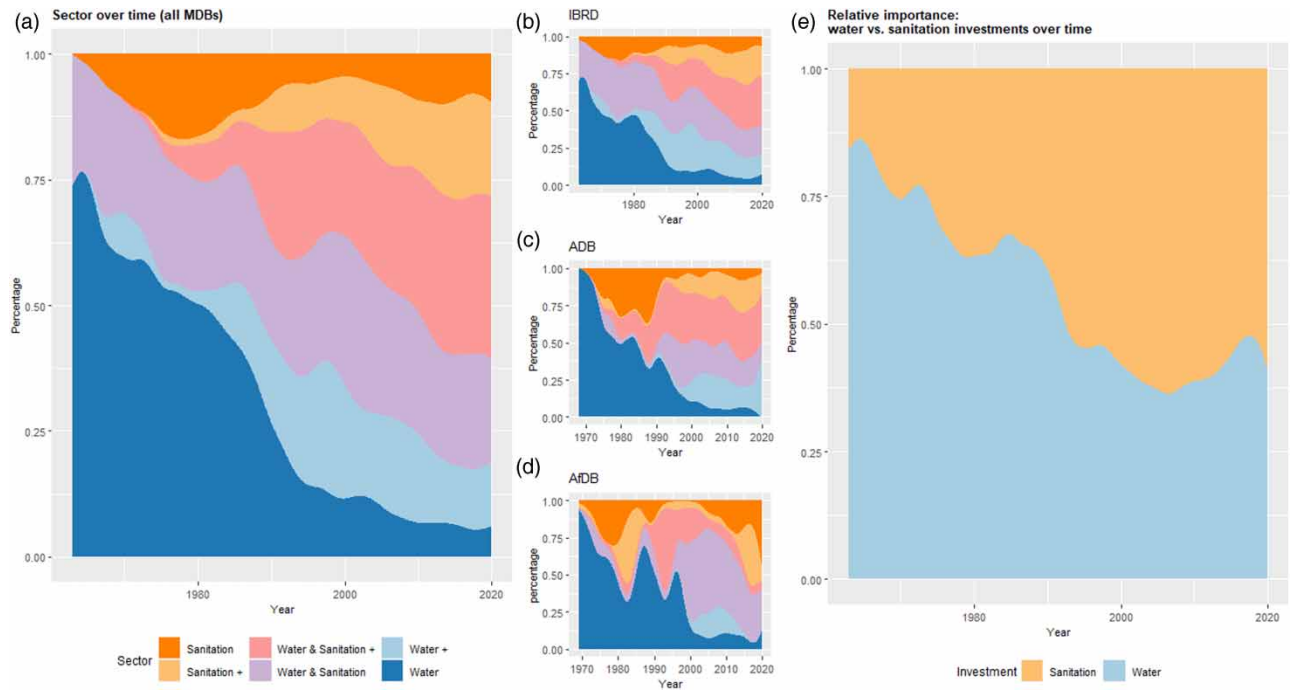 (a) Sector over time (all MDBs)
1.00
0.75
0.50
0.25
0.00
Percentage
1980
2000
2020
Year
Sector
Sanitation
Sanitation +
Water & Sanitation +
Water & Sanitation
Water +
Water
(b) IBRD
1.00
0.75
0.50
0.25
0.00
Percentage
1980
2000
2020
Year
(c) ADB
1.00
0.75
0.50
0.25
0.00
Percentage
1970
1980
1990
2000
2010
2020
Year
(d) AfDB
1.00
0.75
0.50
0.25
0.00
percentage
1970
1980
1990
2000
2010
2020
Year
(e) Relative importance:
water vs. sanitation investments over time
1.00
0.75
0.50
0.25
0.00
Percentage
1980
2000
2020
Year
Investment
Sanitation
Water